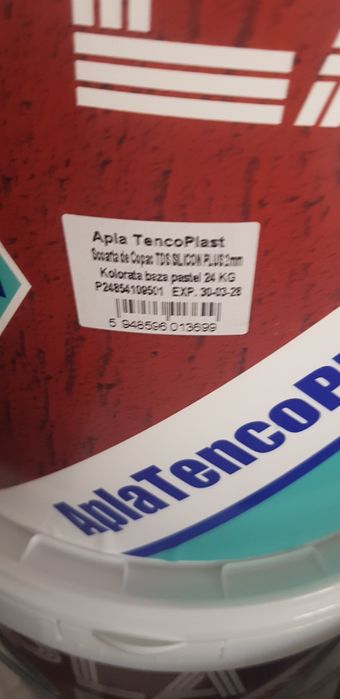 Apla TencoPlast
Scoarta de Copac TDS SILICON PLUS 2mm
Kolorata baza pastel 24 KG
P24854109501 EXP. 30-03-28
5 948596 013699
AplaTencoPl